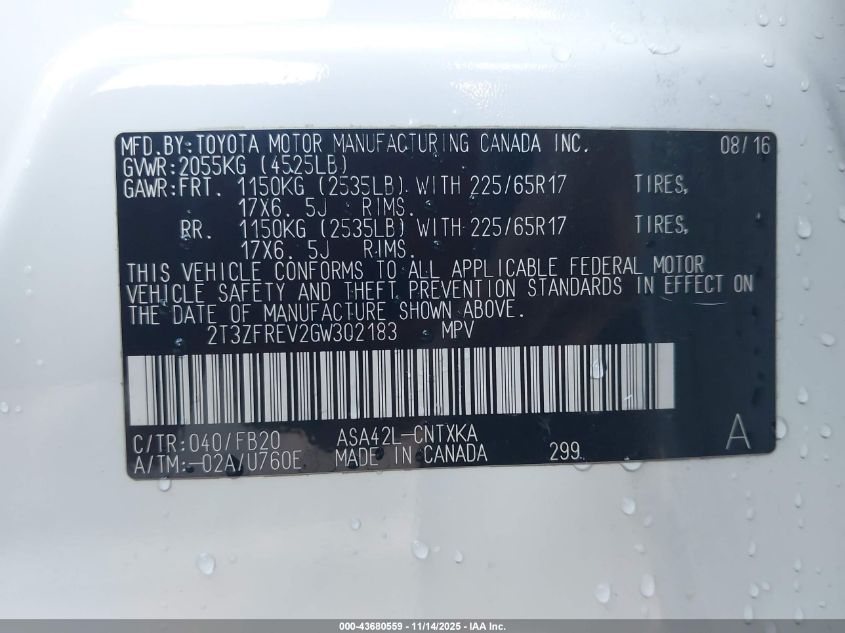 MFD.BY:TOYOTA MOTOR MANUFACTURING CANADA INC. 08/16
GVWR:2055KG (4525LB)
GAWR:FRT. 1150KG (2535LB) WITH 225/65R17 TIRES,
17X6.5J RIMS.
RR. 1150KG (2535LB) WITH 225/65R17 TIRES,
17X6.5J RIMS.
THIS VEHICLE CONFORMS TO ALL APPLICABLE FEDERAL MOTOR
VEHICLE SAFETY AND THEFT PREVENTION STANDARDS IN EFFECT ON
THE DATE OF MANUFACTURE SHOWN ABOVE.
2T3ZFREV2GW302183 MPV
C/TR:040/FB20 ASA42L-CNTXKA A
A/TM:-02A/U760E MADE IN CANADA 299
000-43680559 - 11/14/2025 - IAA Inc.